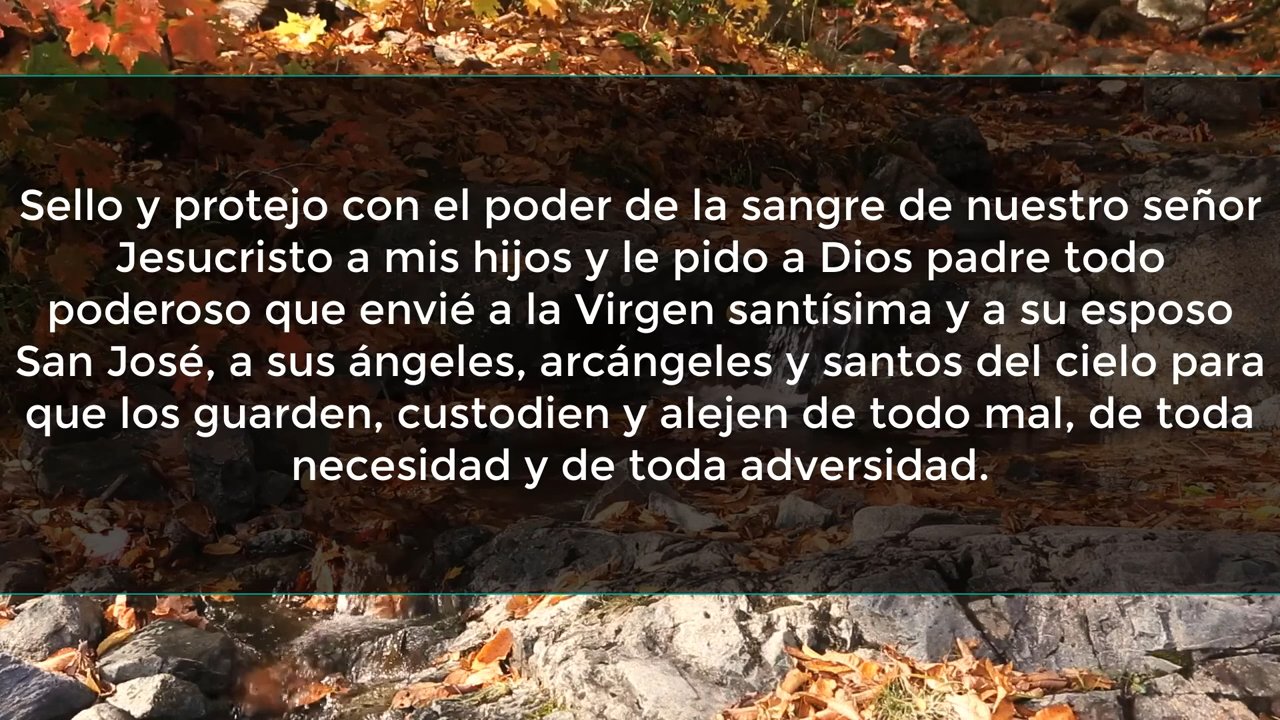 Sello y protejo con el poder de la sangre de nuestro señor
Jesucristo a mis hijos y le pido a Dios padre todo
poderoso que envié a la Virgen santísima y a su esposo
San José, a sus ángeles, arcángeles y santos del cielo para
que los guarden, custodien y alejen de todo mal, de toda
necesidad y de toda adversidad.